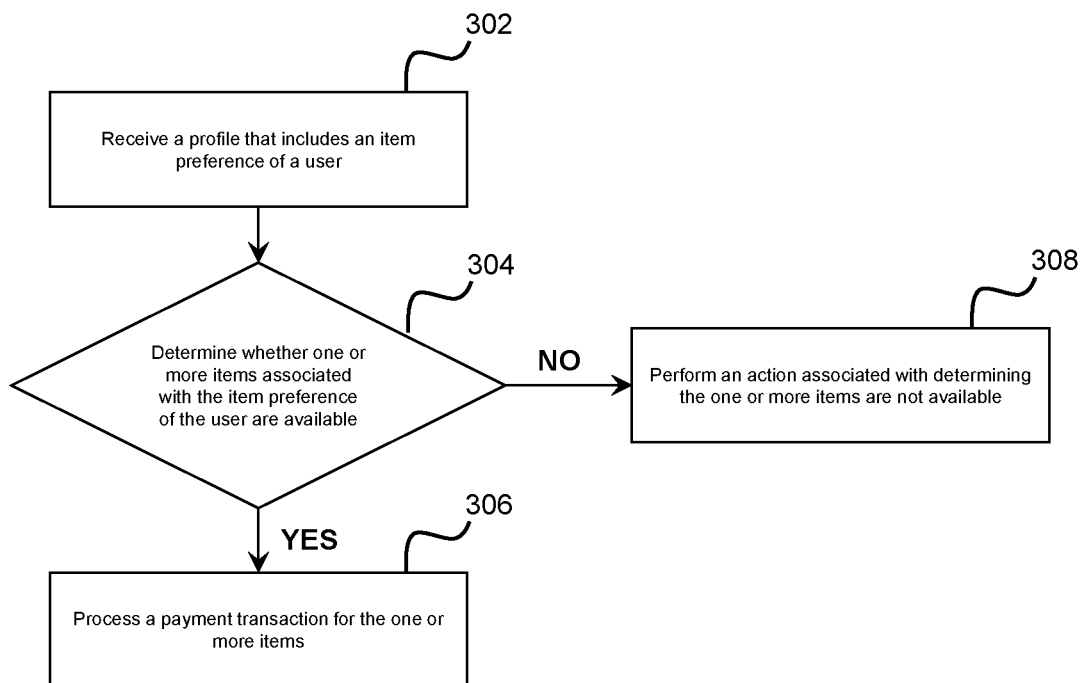 302
Receive a profile that includes an item
preference of a user
304
308
Determine whether one or
more items associated
with the item preference
of the user are available
NO
Perform an action associated with determining
the one or more items are not available
306
YES
Process a payment transaction for the one or
more items